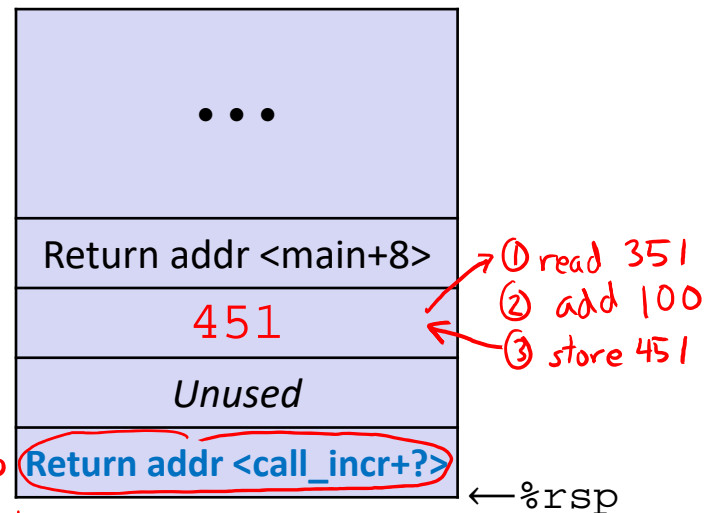 •••
Return addr <main+8>
① read 351
451
② add 100
③ store 451
Unused
Return addr <call_incr+?>
←%rsp